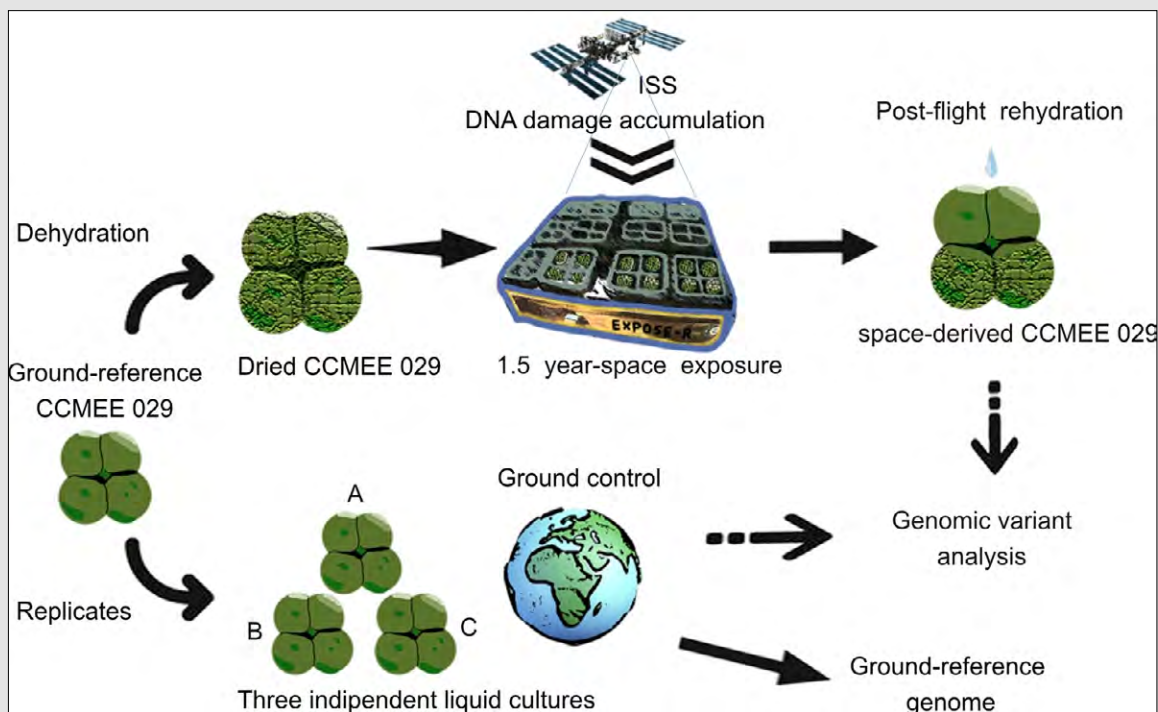 ISS
DNA damage accumulation
Post-flight rehydration
Dehydration
EXPOSE-R
Dried CCMEE 029
1.5 year-space exposure
space-derived CCMEE 029
Ground-reference
CCMEE 029
A
B
C
Ground control
Genomic variant
analysis
Replicates
Three indipendent liquid cultures
Ground-reference
genome